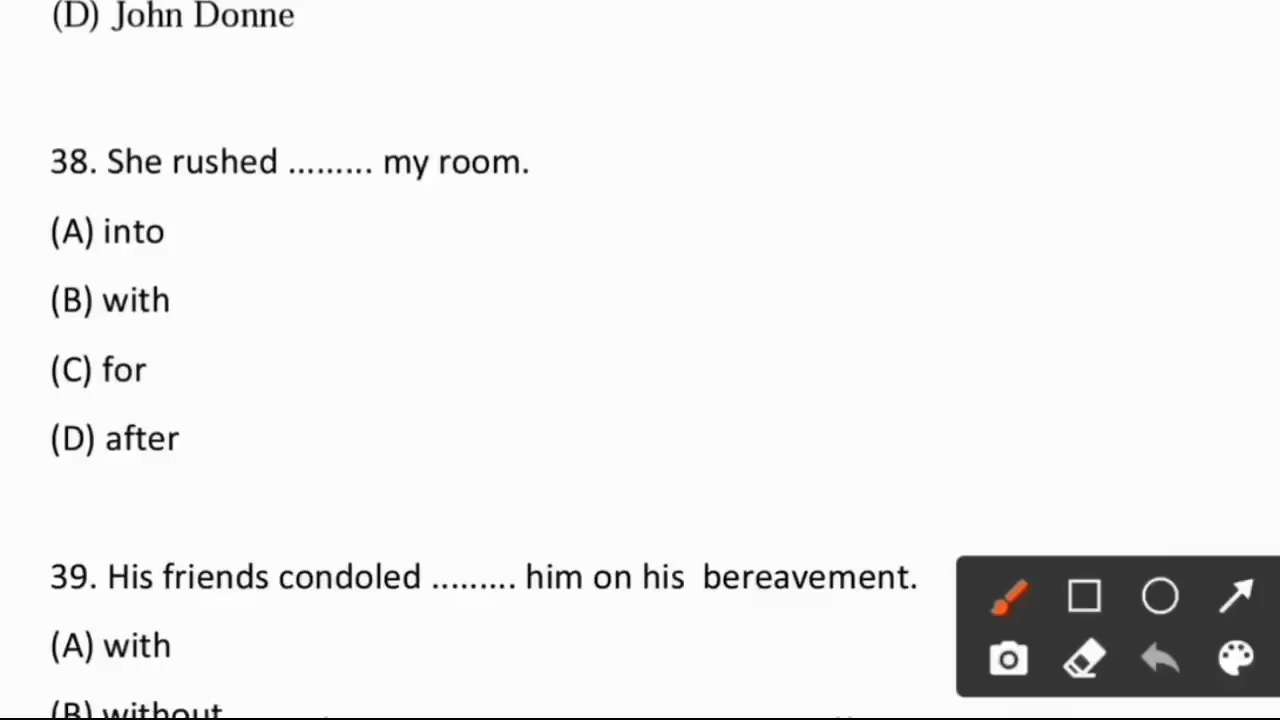 (D) John Donne
38. She rushed ......... my room.
(A) into
(B) with
(C) for
(D) after
39. His friends condoled ......... him on his  bereavement.
(A) with
(B) without